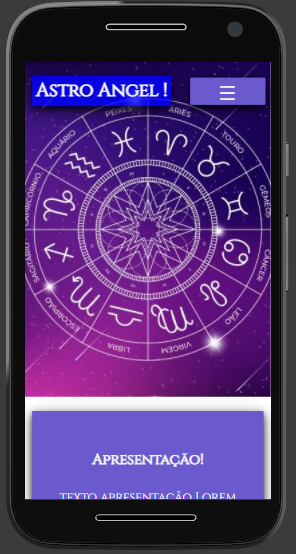 Astro Angel !
PEIXES
ÁRIES
AQUÁRIO
TOURO
CAPRICÓRNIO
GÊMEOS
SAGITÁRIO
CÂNCER
ESCORPIÃO
LEÃO
LIBRA
VIRGEM
Apresentação!
texto apresentação Lorem